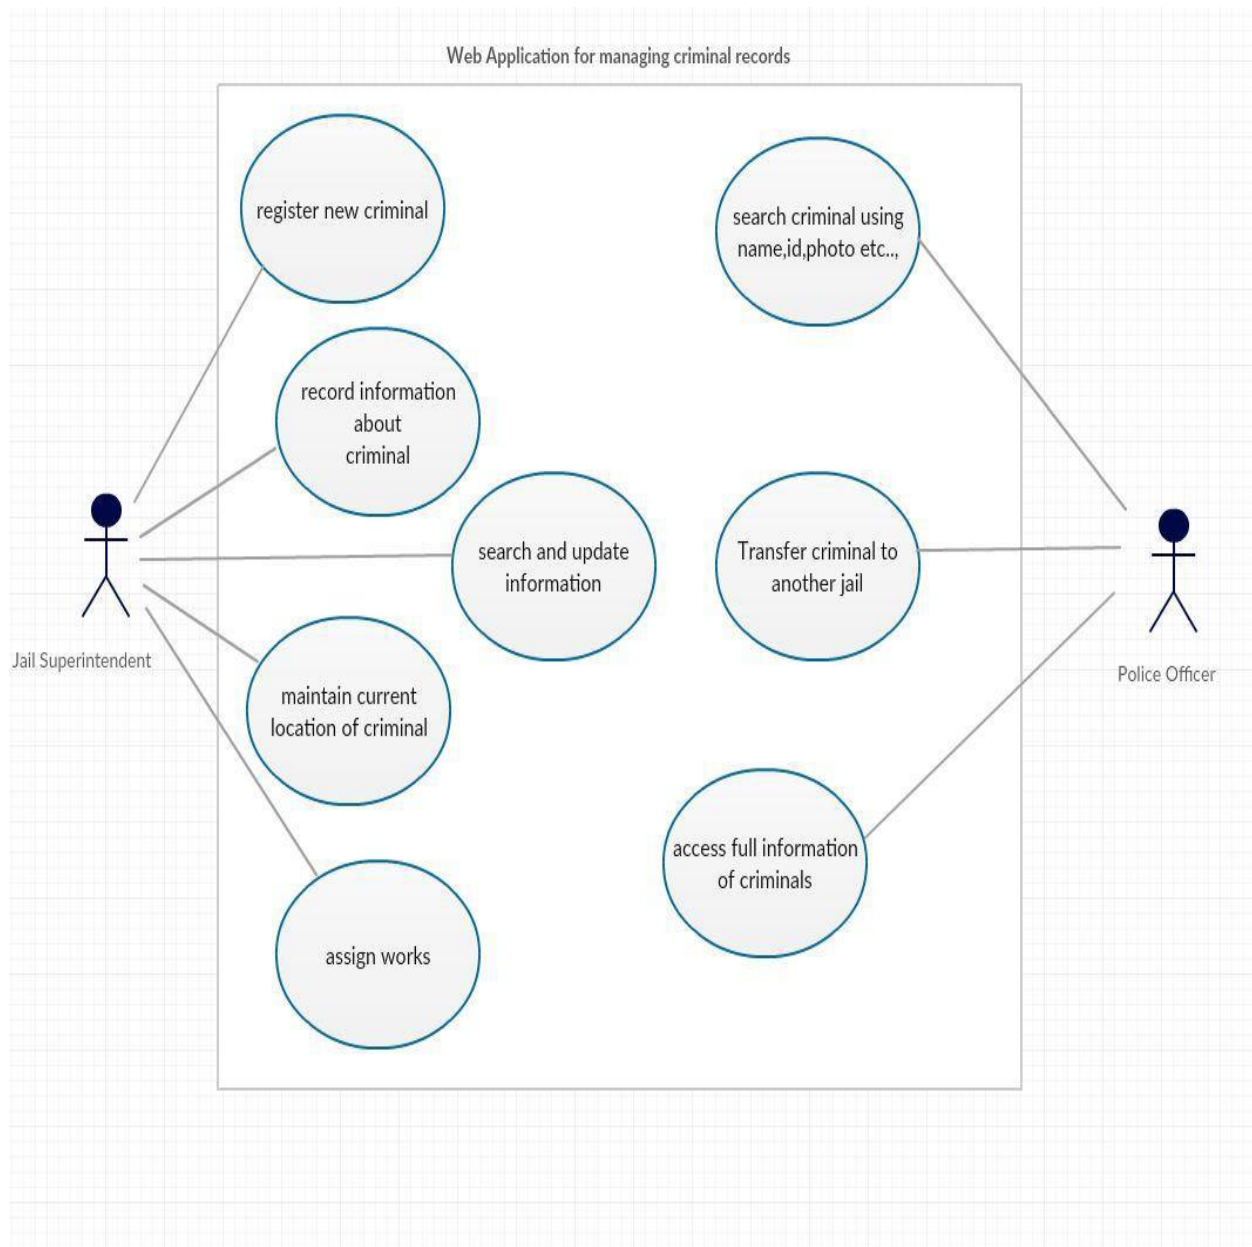 Web Application for managing criminal records
register new criminal
search criminal using
name,id,photo etc..,
record information
about
criminal
search and update
information
Transfer criminal to
another jail
Jail Superintendent
Police Officer
maintain current
location of criminal
access full information
of criminals
assign works